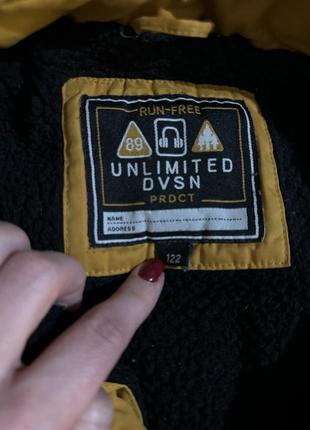 RUN-FREE
89
UNLIMITED
DVSN
PRDCT
NAME
ADDRESS
122